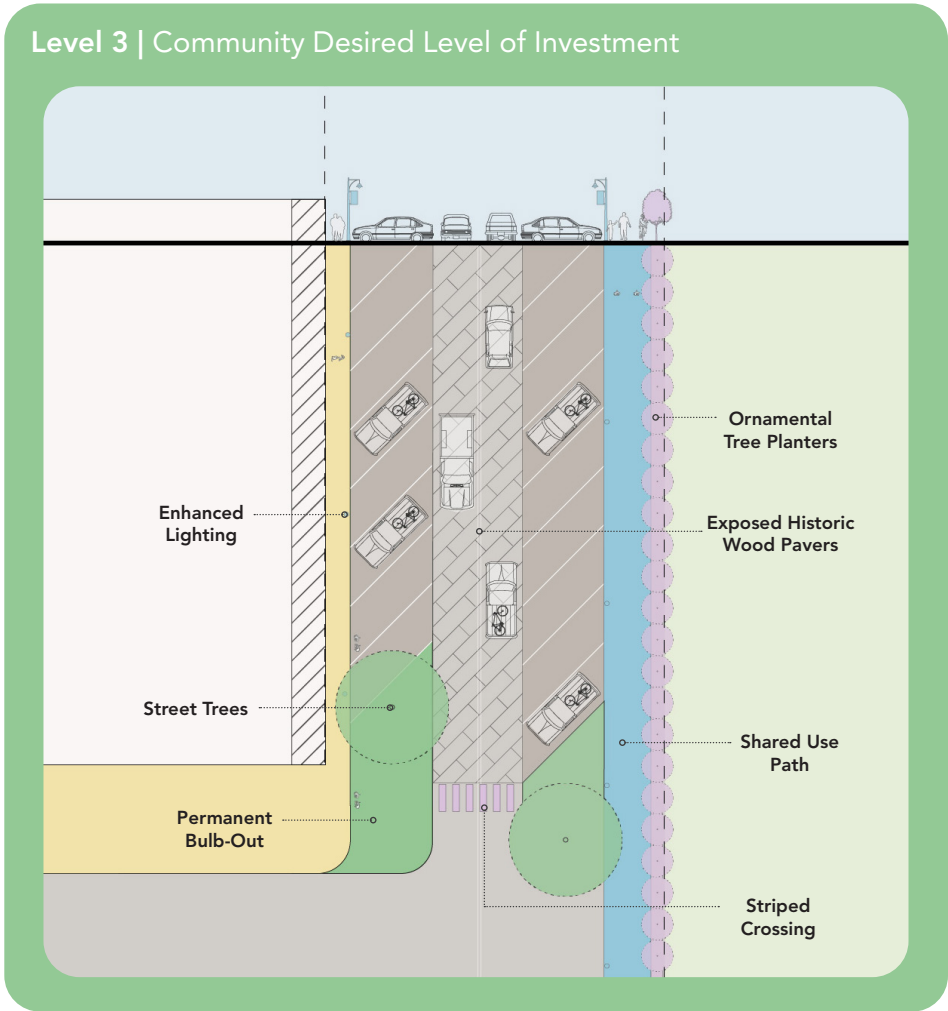 Level 3 | Community Desired Level of Investment
Ornamental
Tree Planters
Enhanced
Lighting
Exposed Historic
Wood Pavers
Street Trees
Shared Use
Path
Permanent
Bulb-Out
Striped
Crossing